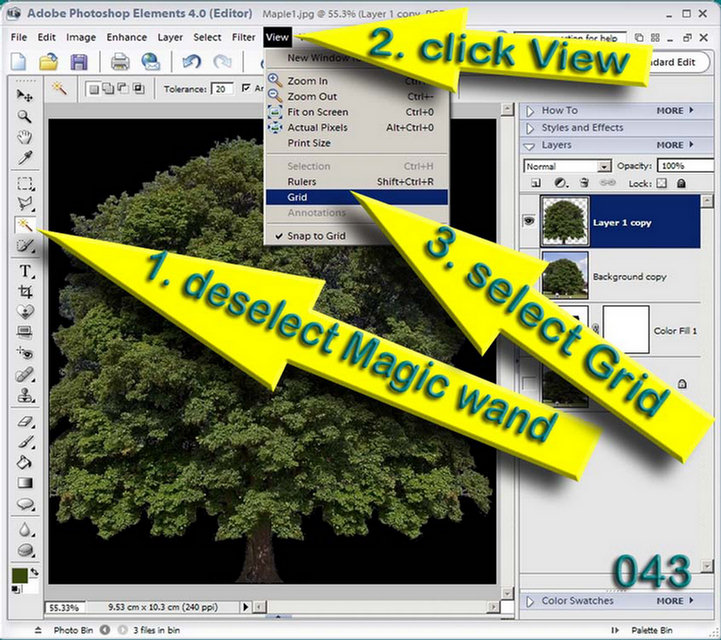 Adobe Photoshop Elements 4.0 (Editor) Maple1.jpg @ 55.3% (Layer 1 copy,
File Edit Image Enhance Layer Select Filter View for help
2. click View
New Window
Tolerance: 20
dard Edit
Zoom In
Zoom Out Ctrl+-
Fit on Screen Ctrl+0
Actual Pixels Alt+Ctrl+0
Print Size
Selection Ctrl+H
Rulers Shift+Ctrl+R
Grid
Annotations
Snap to Grid
How To MORE
Styles and Effects
Layers MORE
Normal Opacity: 100%
Lock:
Layer 1 copy
Background copy
Color Fill 1
1. deselect Magic wand
3. select Grid
043
Color Swatches MORE
55.33% 9.53 cm x 10.3 cm (240 ppi)
Photo Bin 3 files in bin Palette Bin